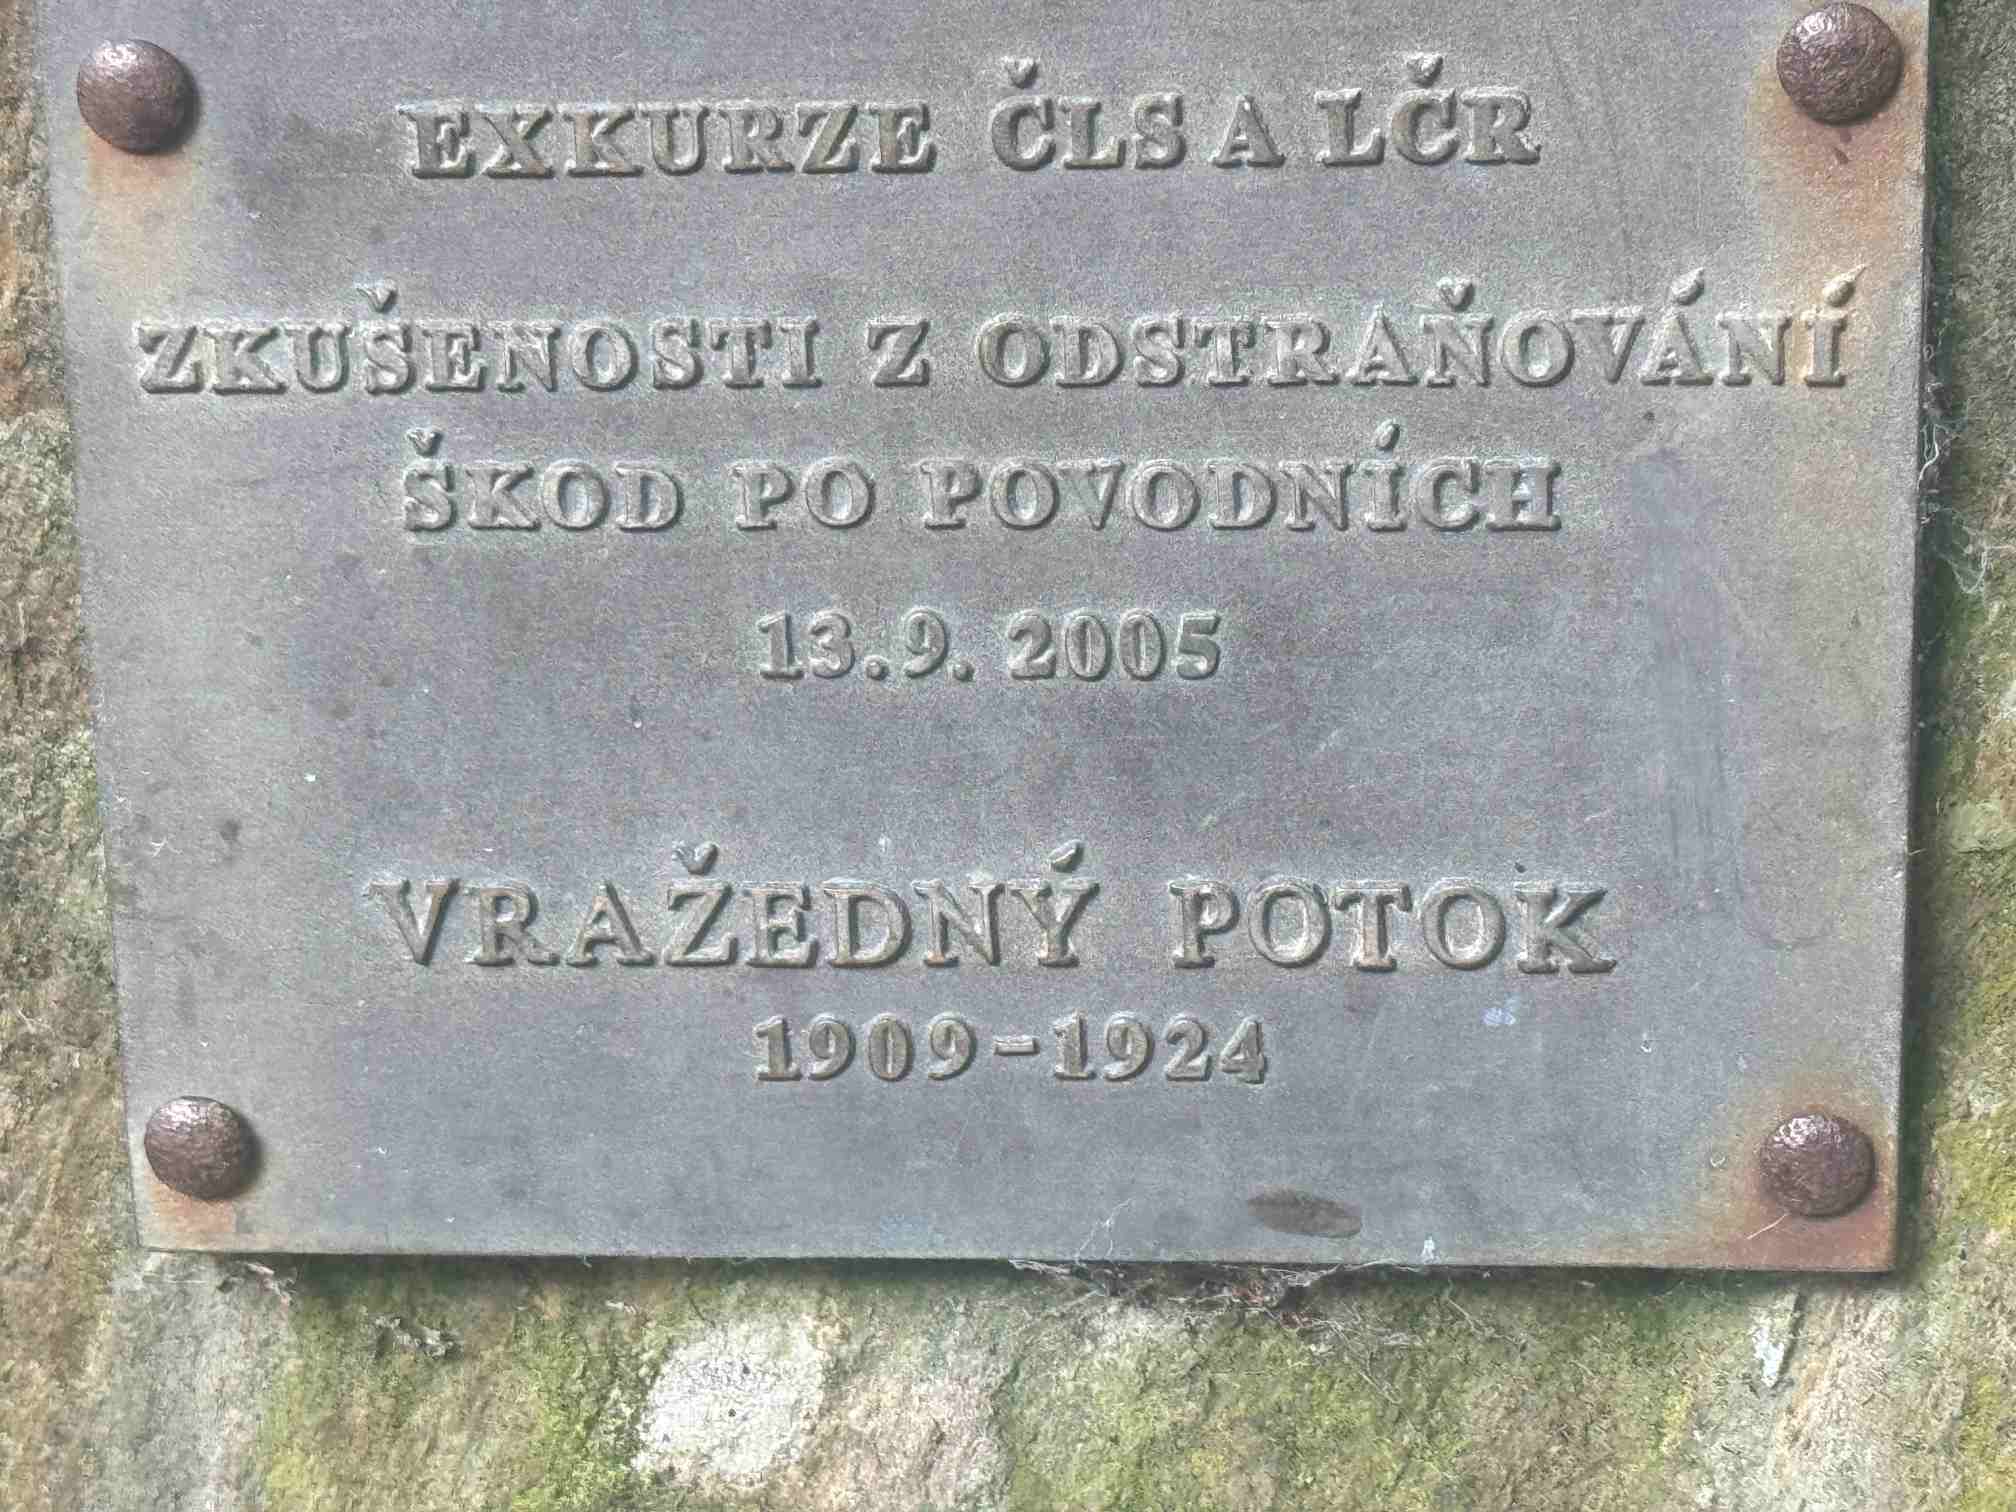 EXKURZE ČLS A LČR
ZKUŠENOSTI Z ODSTRAŇOVÁNÍ
ŠKOD PO POVODNÍCH
13.9. 2005
VRAŽEDNÝ POTOK
1909-1924